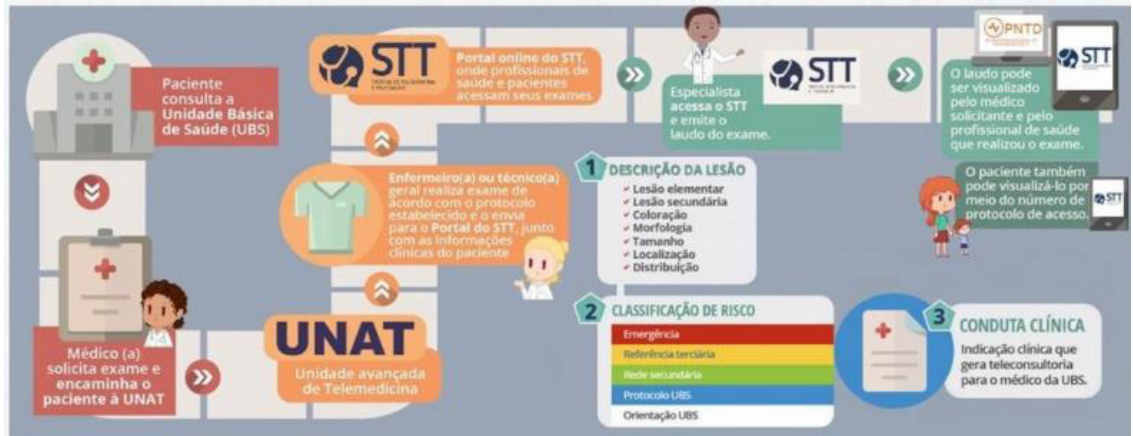 Paciente
consulta a
Unidade Básica
de Saúde (UBS)
Médico (a)
solicita exame e
encaminha o
paciente à UNAT
UNAT
Unidade avançada
de Telemedicina
Enfermeiro(a) ou técnico(a)
geral realiza exame de
acordo com o protocolo
estabelecido e o envia
para o Portal do STT, junto
com as informações
clínicas do paciente
STT
Portal online do STT,
onde profissionais de
saúde e pacientes
acessam seus exames
Especialista
acessa o STT
e emite o
laudo do exame.
STT
PNTD
STT
O laudo pode
ser visualizado
pelo médico
solicitante e pelo
profissional de saúde
que realizou o exame.
O paciente também
pode visualizá-lo por
meio do número de
protocolo de acesso.
STT
1 DESCRIÇÃO DA LESÃO
Lesão elementar
Lesão secundária
Coloração
Morfologia
Tamanho
Localização
Distribuição
2 CLASSIFICAÇÃO DE RISCO
Emergência
Referência terciária
Rede secundária
Protocolo UBS
Orientação UBS
3 CONDUTA CLÍNICA
Indicação clínica que
gera teleconsultoria
para o médico da UBS.